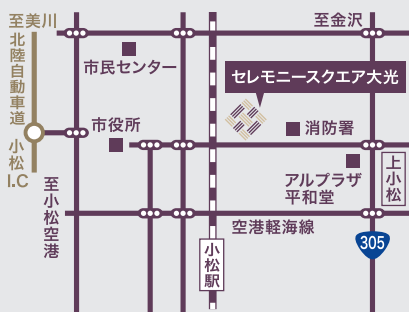 至美川
至金沢
北陸自動車道
市民センター
セレモニースクエア大光
市役所
消防署
小松I.C
アルプラザ
平和堂
上小松
至小松空港
空港軽海線
小松駅
305